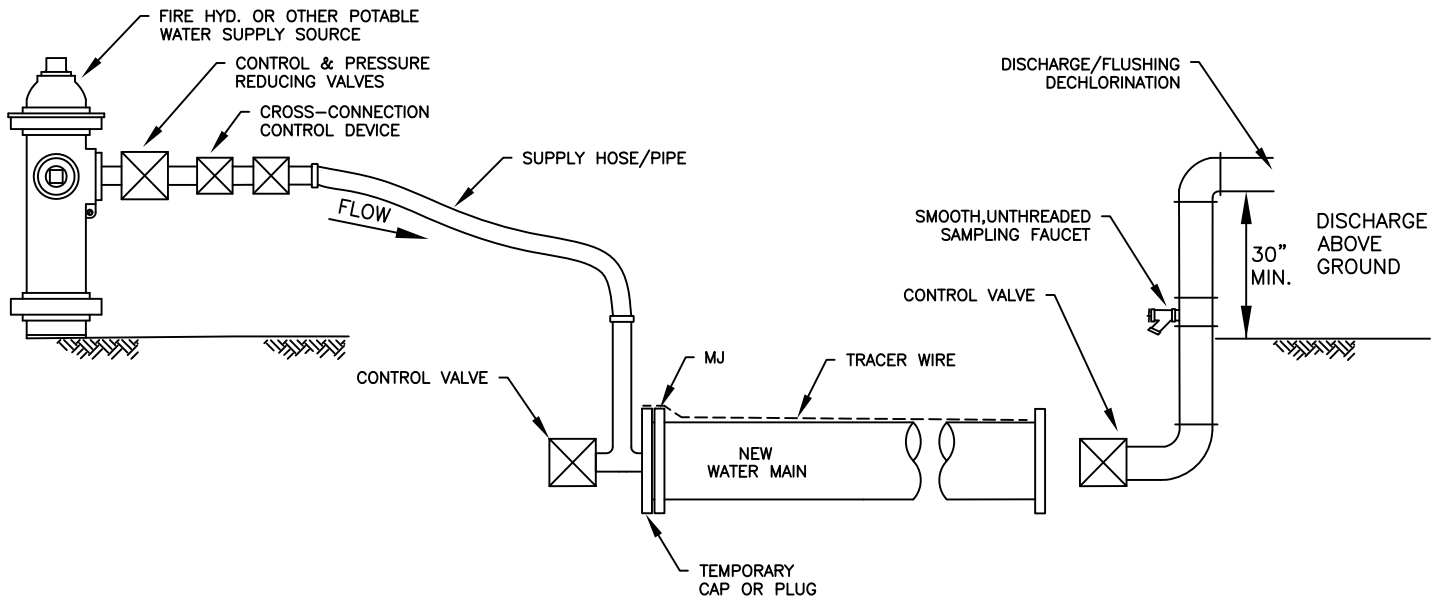 FIRE HYD. OR OTHER POTABLE
WATER SUPPLY SOURCE
CONTROL & PRESSURE
REDUCING VALVES
CROSS-CONNECTION
CONTROL DEVICE
SUPPLY HOSE/PIPE
FLOW
DISCHARGE/FLUSHING
DECHLORINATION
SMOOTH,UNTHREADED
SAMPLING FAUCET
30"
MIN.
DISCHARGE
ABOVE
GROUND
CONTROL VALVE
CONTROL VALVE
MJ
TRACER WIRE
NEW
WATER MAIN
TEMPORARY
CAP OR PLUG